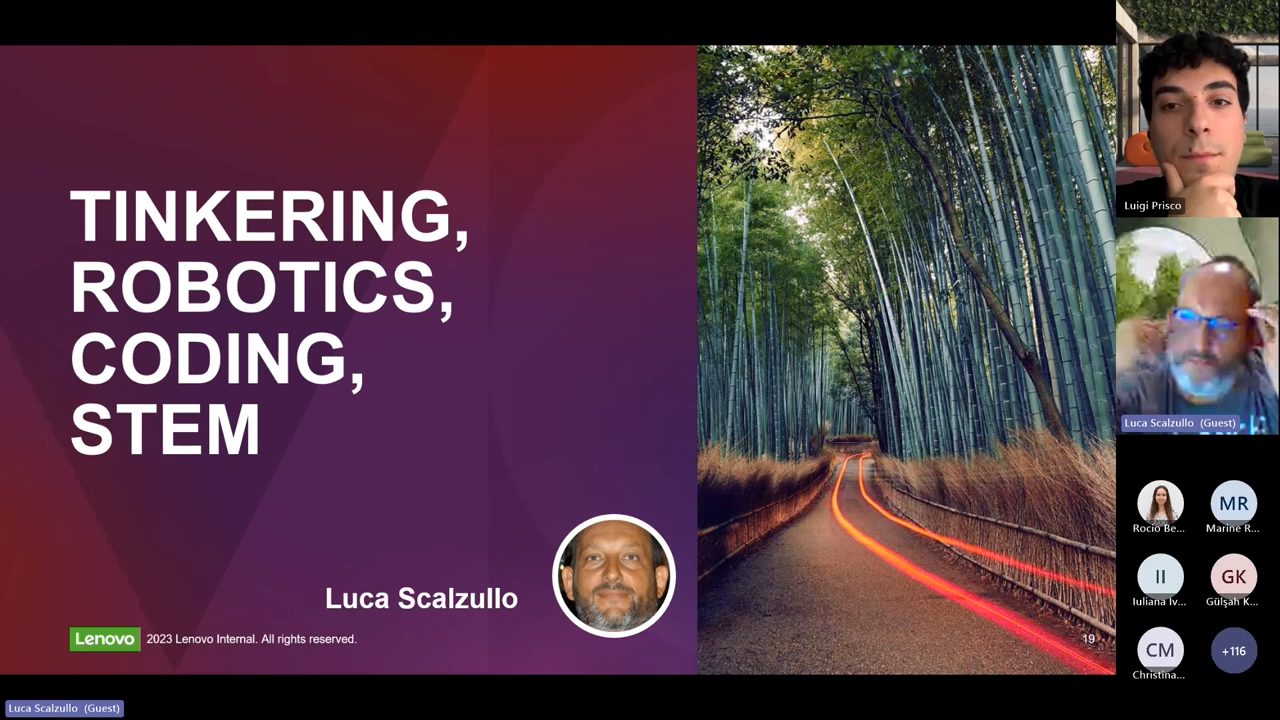 TINKERING,
ROBOTICS,
CODING,
STEM
Luca Scalzullo
Lenovo 2023 Lenovo Internal. All rights reserved.
19
Luigi Prisco
Luca Scalzullo (Guest)
Rocío Be... Marine R...
MR
II GK
Iuliana Iv... Gülşah K...
CM +116
Christina...
Luca Scalzullo (Guest)